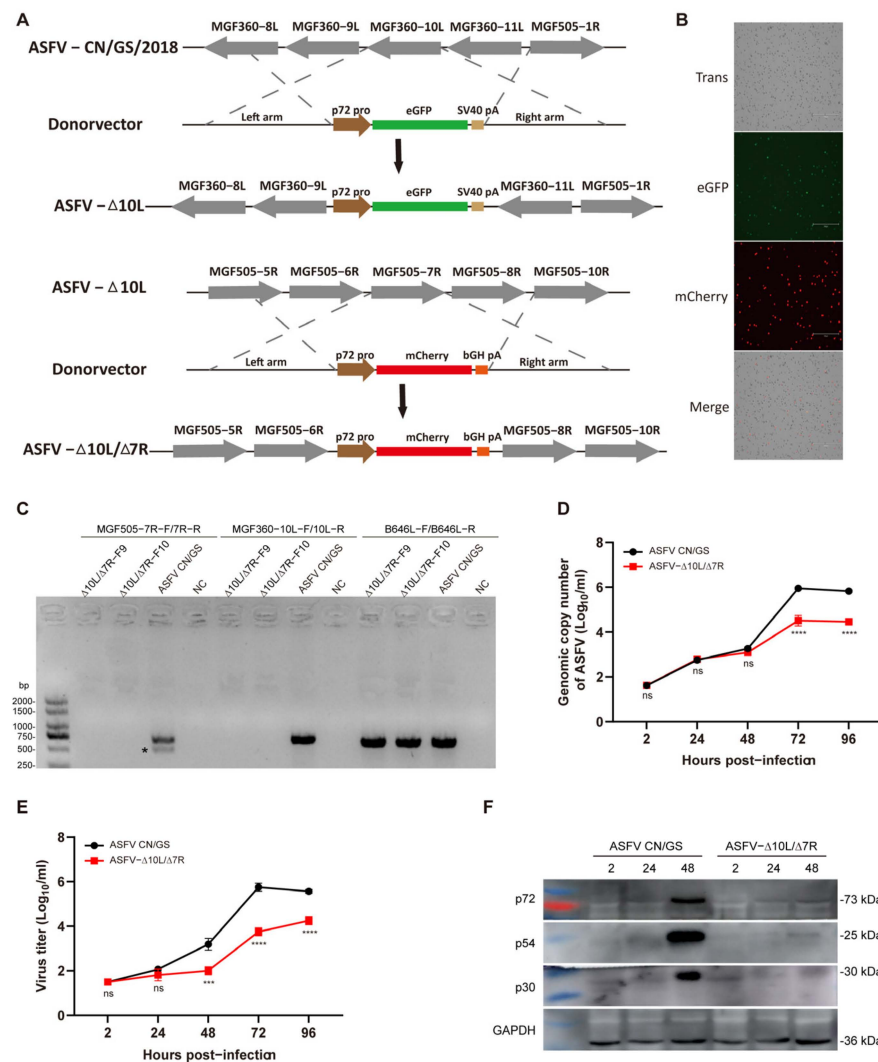 A
MGF360-8L MGF360-9L MGF360-10L MGF360-11L MGF505-1R
ASFV - CN/GS/2018
p72 pro eGFP SV40 pA
Donorvector Left arm Right arm
MGF360-8L MGF360-9L p72 pro eGFP SV40 pA MGF360-11L MGF505-1R
ASFV -Δ10L
MGF505-5R MGF505-6R MGF505-7R MGF505-8R MGF505-10R
ASFV -Δ10L
p72 pro mCherry bGH pA
Donorvector Left arm Right arm
MGF505-5R MGF505-6R p72 pro mCherry bGH pA MGF505-8R MGF505-10R
ASFV -Δ10L/Δ7R
B
Trans
eGFP
mCherry
Merge
C
MGF505-7R-F/7R-R MGF360-10L-F/10L-R B646L-F/B646L-R
Δ10L/Δ7R-F9 Δ10L/Δ7R-F10 ASFV CN/GS NC Δ10L/Δ7R-F9 Δ10L/Δ7R-F10 ASFV CN/GS NC Δ10L/Δ7R-F9 Δ10L/Δ7R-F10 ASFV CN/GS NC
bp
2000-
1500-
1000-
750-
500- *
250-
D
ASFV CN/GS
ASFV-Δ10L/Δ7R
Genomic copy number
of ASFV (Log10/ml)
8
6
4
2
0
ns ns ns **** ****
2 24 48 72 96
Hours post-infection
E
ASFV CN/GS
ASFV-Δ10L/Δ7R
Virus titer (Log10/ml)
8
6
4
2
0
ns ns *** **** ****
2 24 48 72 96
Hours post-infection
F
ASFV CN/GS ASFV-Δ10L/Δ7R
2 24 48 2 24 48
p72 -73 kDa
p54 -25 kDa
p30 -30 kDa
GAPDH -36 kDa